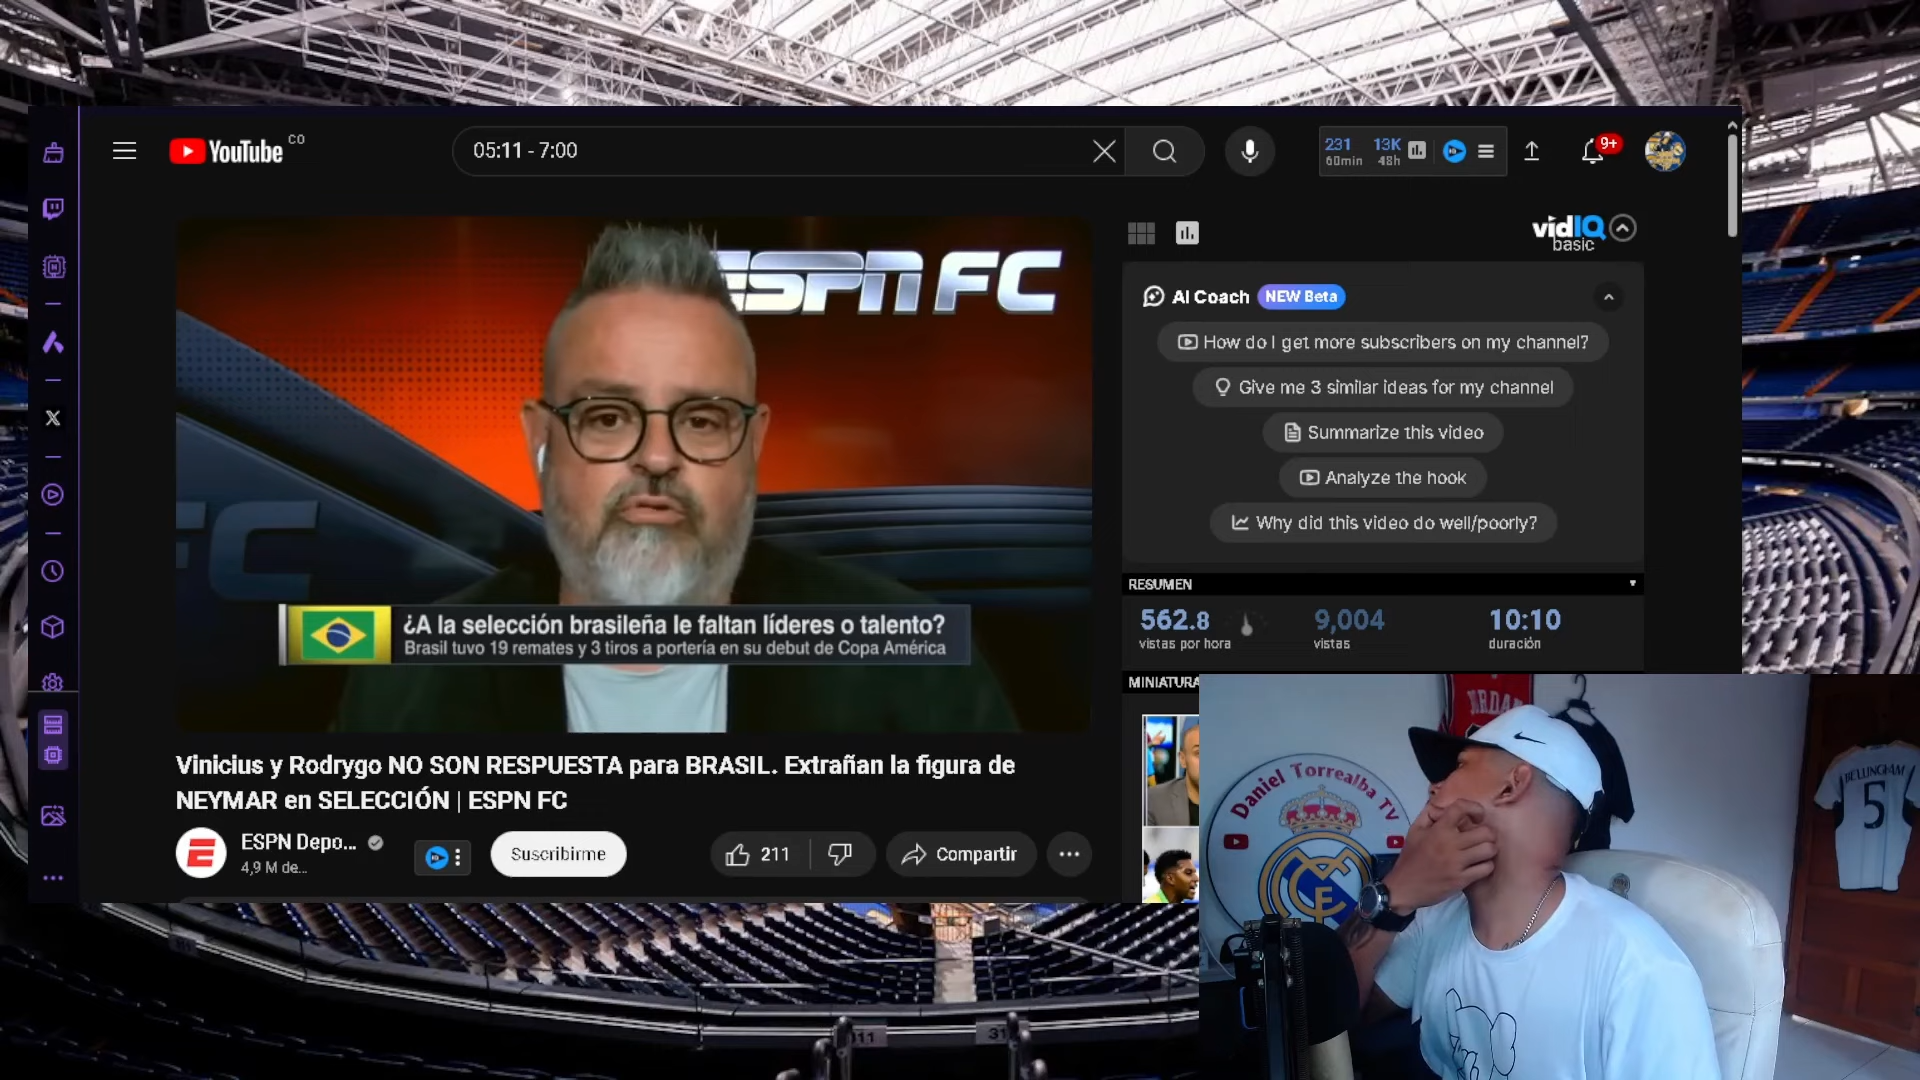 YouTube CO
05:11 - 7:00
231 13K
60min 48h
9+
ESPN FC
FC
¿A la selección brasileña le faltan líderes o talento?
Brasil tuvo 19 remates y 3 tiros a portería en su debut de Copa América
Vinicius y Rodrygo NO SON RESPUESTA para BRASIL. Extrañan la figura de
NEYMAR en SELECCIÓN | ESPN FC
ESPN Depo...
4,9 M de...
Suscribirme
211
Compartir
vidIQ
basic
AI Coach NEW Beta
How do I get more subscribers on my channel?
Give me 3 similar ideas for my channel
Summarize this video
Analyze the hook
Why did this video do well/poorly?
RESUMEN
562.8 9,004 10:10
vistas por hora vistas duración
MINIATURA
JORDAN
Daniel Torrealba TV
BELLINGHAM
5